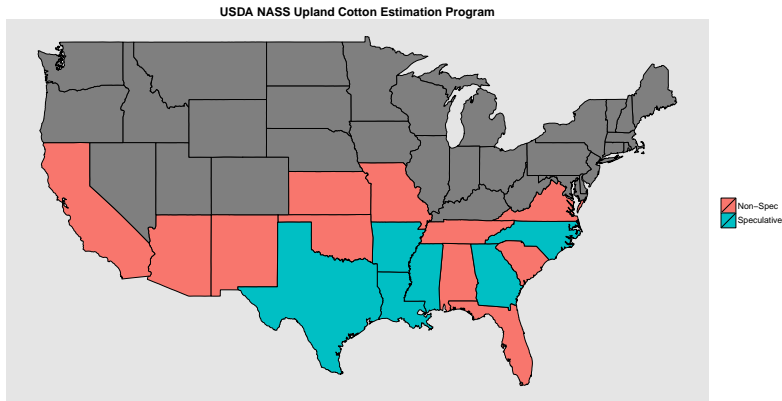 USDA NASS Upland Cotton Estimation Program
Non−Spec
Speculative